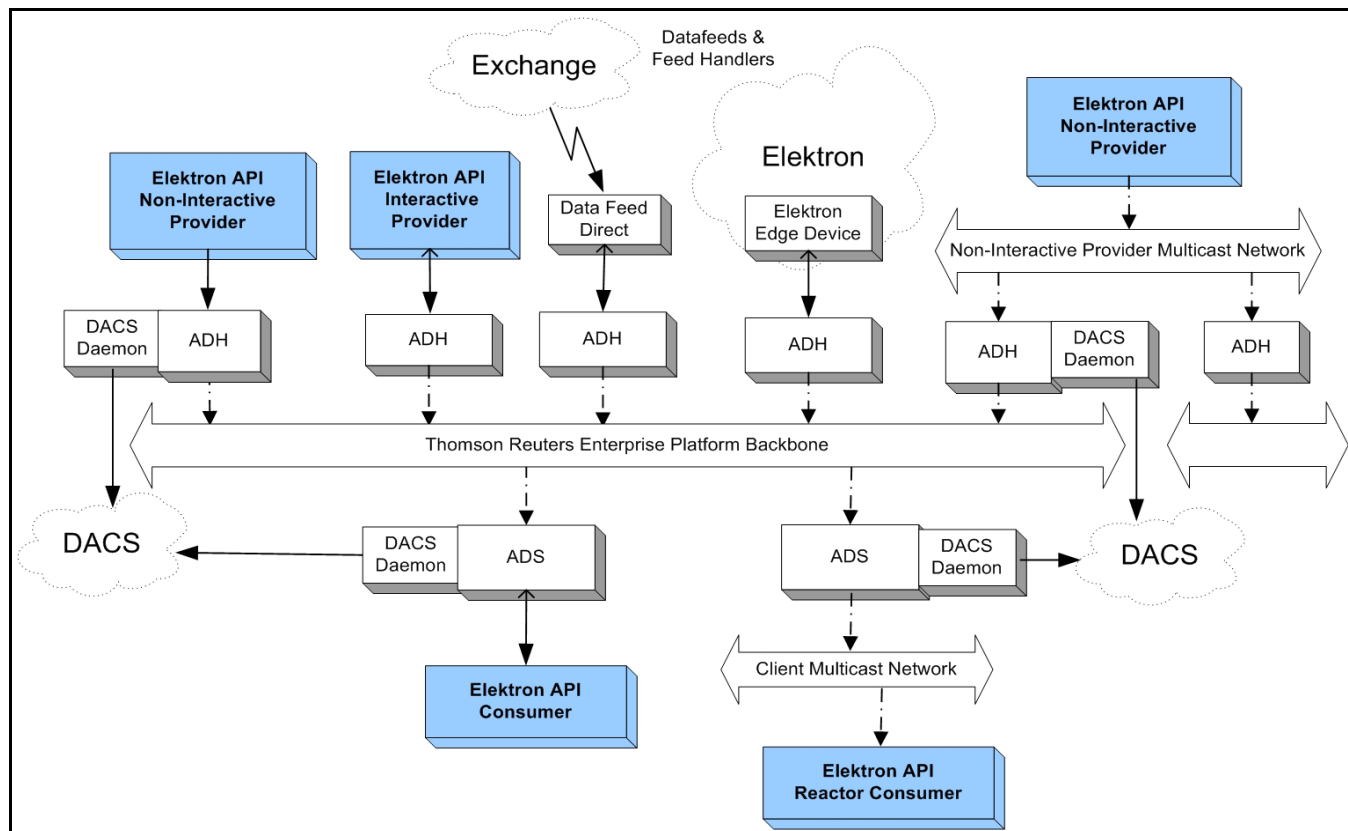 Datafeeds &
Feed Handlers
Exchange
Elektron API
Non-Interactive
Provider
Elektron
Elektron API
Non-Interactive
Provider
Elektron API
Interactive
Provider
Data Feed
Direct
Elektron
Edge Device
Non-Interactive Provider Multicast Network
DACS
Daemon
ADH
ADH
ADH
ADH
ADH
DACS
Daemon
ADH
Thomson Reuters Enterprise Platform Backbone
DACS
DACS
Daemon
ADS
ADS
DACS
Daemon
DACS
Client Multicast Network
Elektron API
Consumer
Elektron API
Reactor Consumer